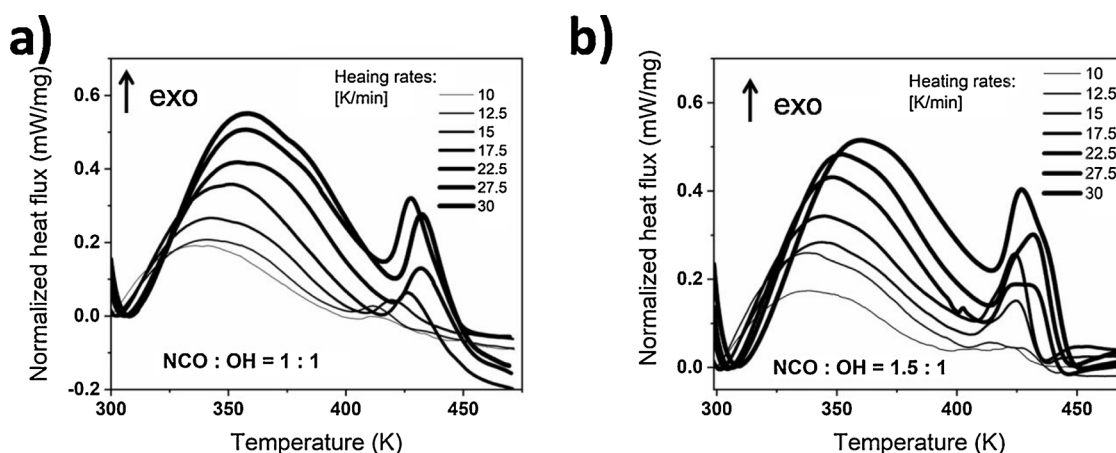 a)
Normalized heat flux (mW/mg)
0.6
0.4
0.2
0.0
-0.2
exo
Heaing rates:
[K/min]
10
12.5
15
17.5
22.5
27.5
30
NCO : OH = 1 : 1
300
350
400
450
Temperature (K)
b)
Normalized heat flux (mW/mg)
0.6
0.4
0.2
0.0
exo
Heaing rates:
[K/min]
10
12.5
15
17.5
22.5
27.5
30
NCO : OH = 1.5 : 1
300
350
400
450
Temperature (K)